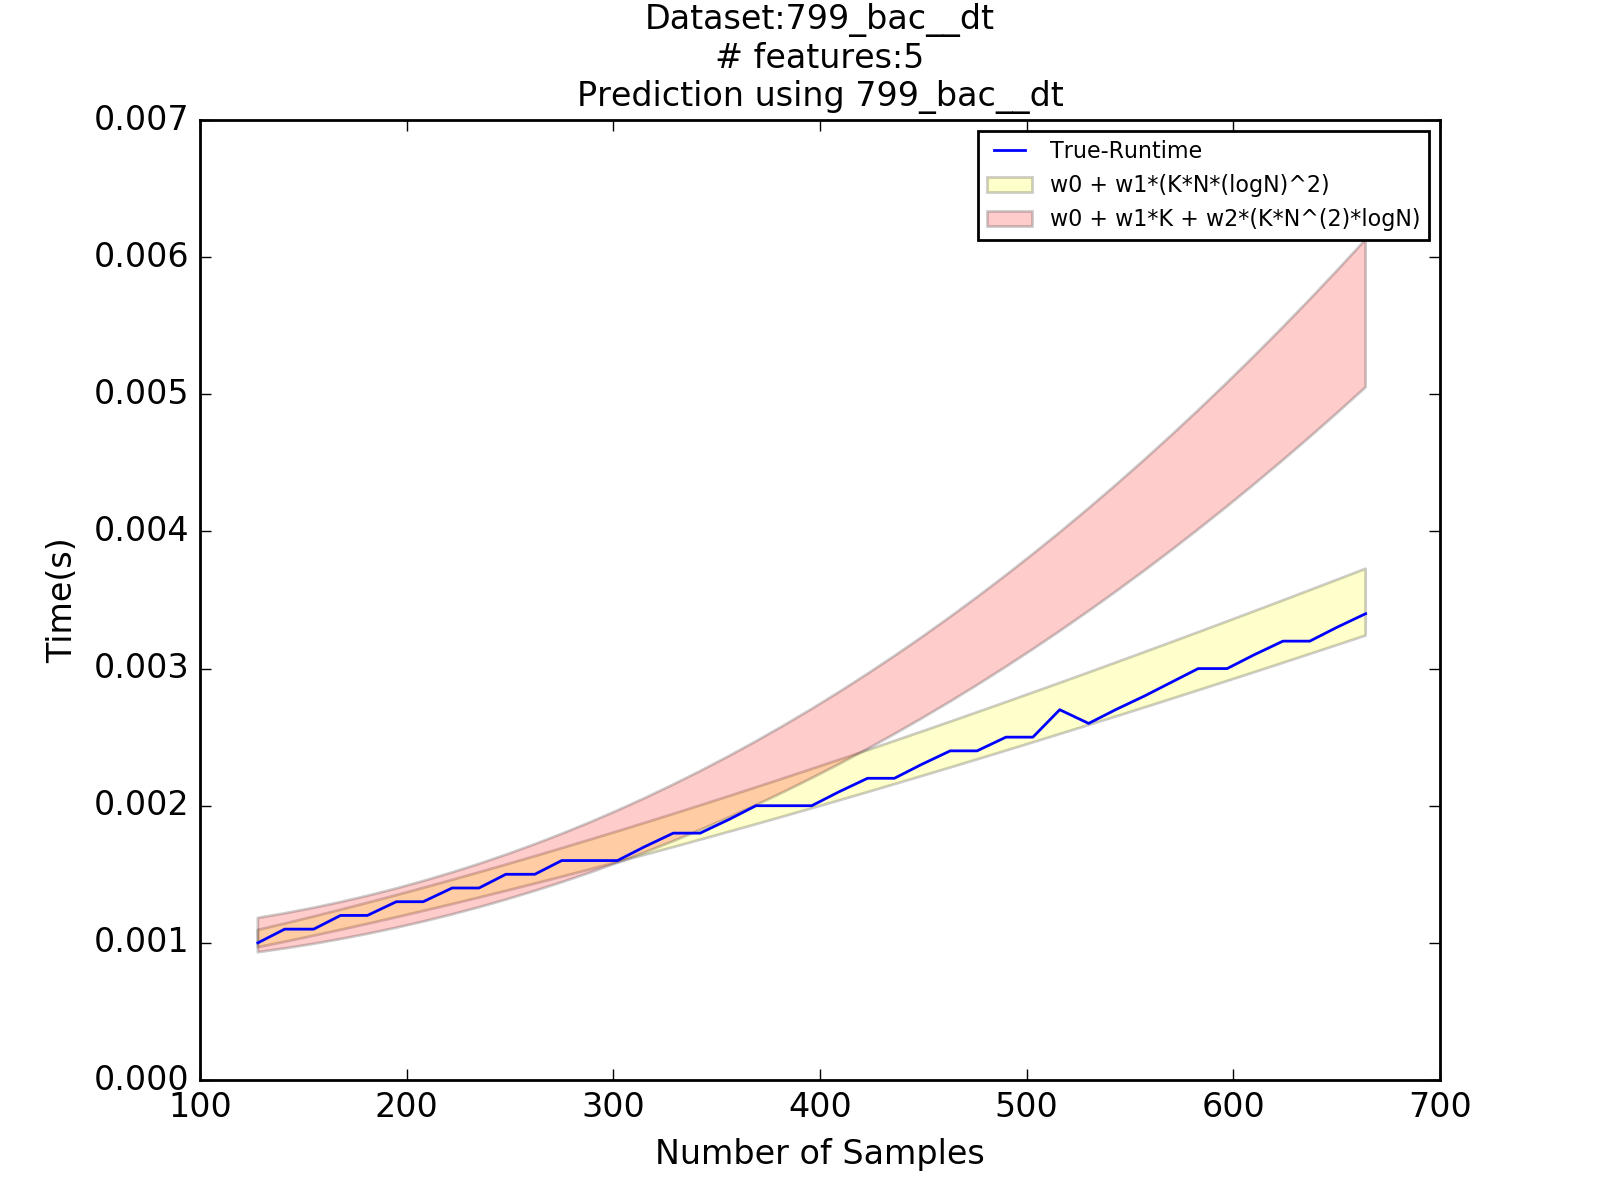 Dataset:799_bac__dt
# features:5
Prediction using 799_bac__dt
0.007
0.006
0.005
0.004
0.003
0.002
0.001
0.000
Time(s)
True-Runtime
w0 + w1*(K*N*(logN)^2)
w0 + w1*K + w2*(K*N^(2)*logN)
100 200 300 400 500 600 700
Number of Samples